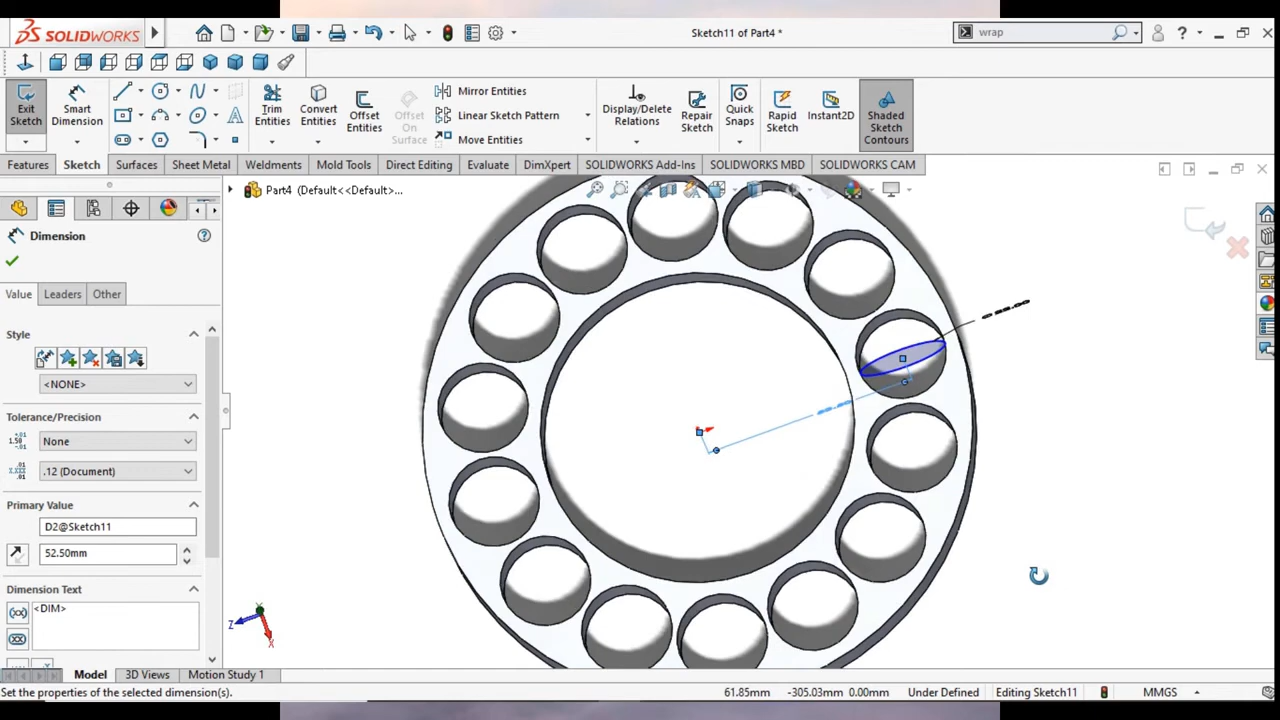 SOLIDWORKS
Sketch11 of Part4 *
wrap
?
Exit Sketch
Smart Dimension
Trim Entities
Convert Entities
Offset Entities
Offset On Surface
Mirror Entities
Linear Sketch Pattern
Move Entities
Display/Delete Relations
Repair Sketch
Quick Snaps
Rapid Sketch
Instant2D
Shaded Sketch Contours
Features
Sketch
Surfaces
Sheet Metal
Weldments
Mold Tools
Direct Editing
Evaluate
DimXpert
SOLIDWORKS Add-Ins
SOLIDWORKS MBD
SOLIDWORKS CAM
Part4 (Default<<Default>...
Dimension
Value
Leaders
Other
Style
<NONE>
Tolerance/Precision
None
.12 (Document)
Primary Value
D2@Sketch11
52.50mm
Dimension Text
<DIM>
Z
X
Model
3D Views
Motion Study 1
Set the properties of the selected dimension(s).
61.85mm
-305.03mm
0.00mm
Under Defined
Editing Sketch11
MMGS